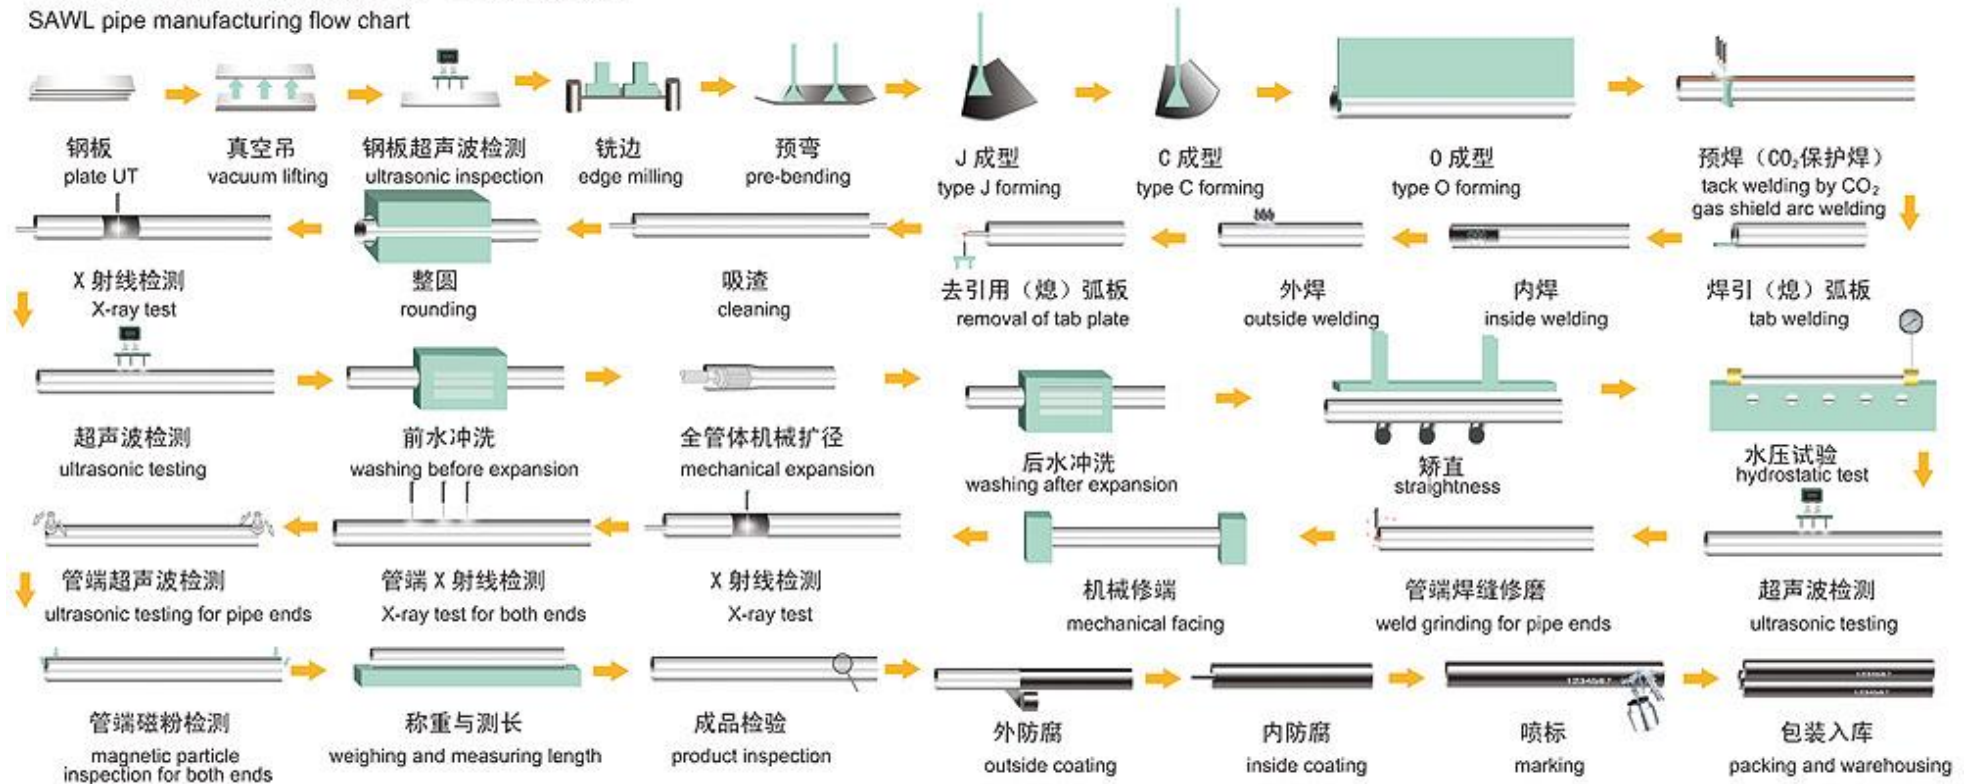 SAWL pipe manufacturing flow chart
钢板
plate UT
真空吊
vacuum lifting
钢板超声波检测
ultrasonic inspection
铣边
edge milling
预弯
pre-bending
J 成型
type J forming
C 成型
type C forming
O 成型
type O forming
预焊（CO₂保护焊）
tack welding by CO₂
gas shield arc welding
X 射线检测
X-ray test
整圆
rounding
吸渣
cleaning
去引用（熄）弧板
removal of tab plate
外焊
outside welding
内焊
inside welding
焊引（熄）弧板
tab welding
超声波检测
ultrasonic testing
前水冲洗
washing before expansion
全管体机械扩径
mechanical expansion
后水冲洗
washing after expansion
矫直
straightness
水压试验
hydrostatic test
管端超声波检测
ultrasonic testing for pipe ends
管端 X 射线检测
X-ray test for both ends
X 射线检测
X-ray test
机械修端
mechanical facing
管端焊缝修磨
weld grinding for pipe ends
超声波检测
ultrasonic testing
管端磁粉检测
magnetic particle
inspection for both ends
称重与测长
weighing and measuring length
成品检验
product inspection
外防腐
outside coating
内防腐
inside coating
1234567
喷标
marking
1234567
1234567
包装入库
packing and warehousing